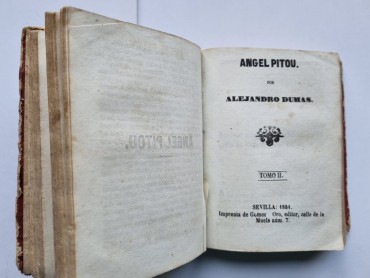 ANGEL PITOU.
POR
ALEJANDRO DUMAS.
TOMO II.
SEVILLA: 1851.
Imprenta de Oro, editor, calle de la
Muela núm. 7.